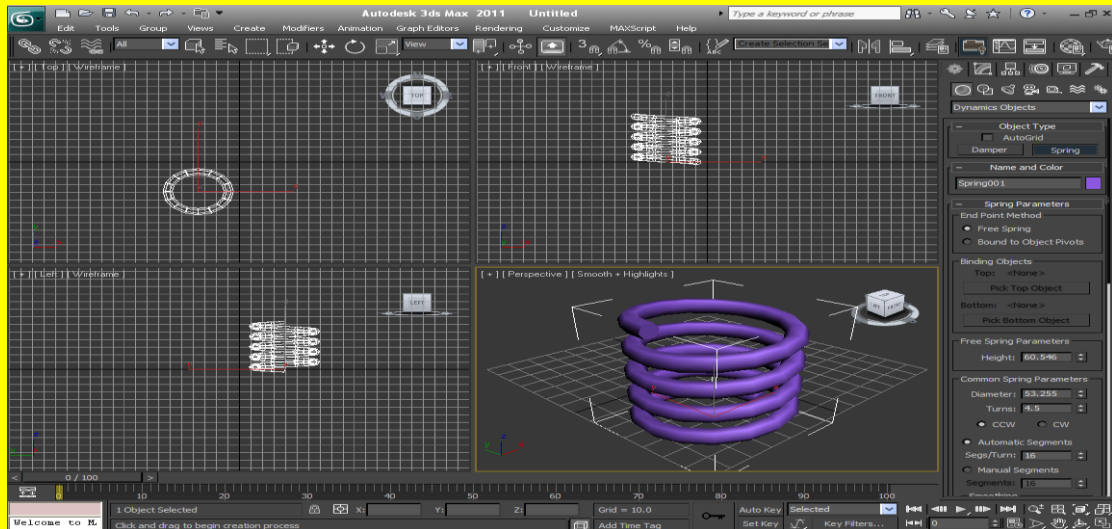 Autodesk 3ds Max 2011 Untitled
Type a keyword or phrase
Edit Tools Group Views Create Modifiers Animation Graph Editors Rendering Customize MAXScript Help
All
View
3
Create Selection Se
[ + ] [ Top ] [ Wireframe ]
TOP
[ + ] [ Front ] [ Wireframe ]
FRONT
[ + ] [ Left ] [ Wireframe ]
LEFT
[ + ] [ Perspective ] [ Smooth + Highlights ]
TOP
LEFT FRONT
Dynamics Objects
Object Type
AutoGrid
Damper Spring
Name and Color
Spring001
Spring Parameters
End Point Method
Free Spring
Bound to Object Pivots
Binding Objects
Top: <None>
Pick Top Object
Bottom: <None>
Pick Bottom Object
Free Spring Parameters
Height: 60.546
Common Spring Parameters
Diameter: 53.255
Turns: 4.5
CCW CW
Automatic Segments
Segs/Turn: 16
Manual Segments
Segments: 16
Smoothing
< 0 / 100 >
0 10 20 30 40 50 60 70 80 90 100
1 Object Selected
X: Y: Z:
Grid = 10.0
Auto Key Selected
Welcome to M
Click and drag to begin creation process
Add Time Tag
Set Key Key Filters...
0